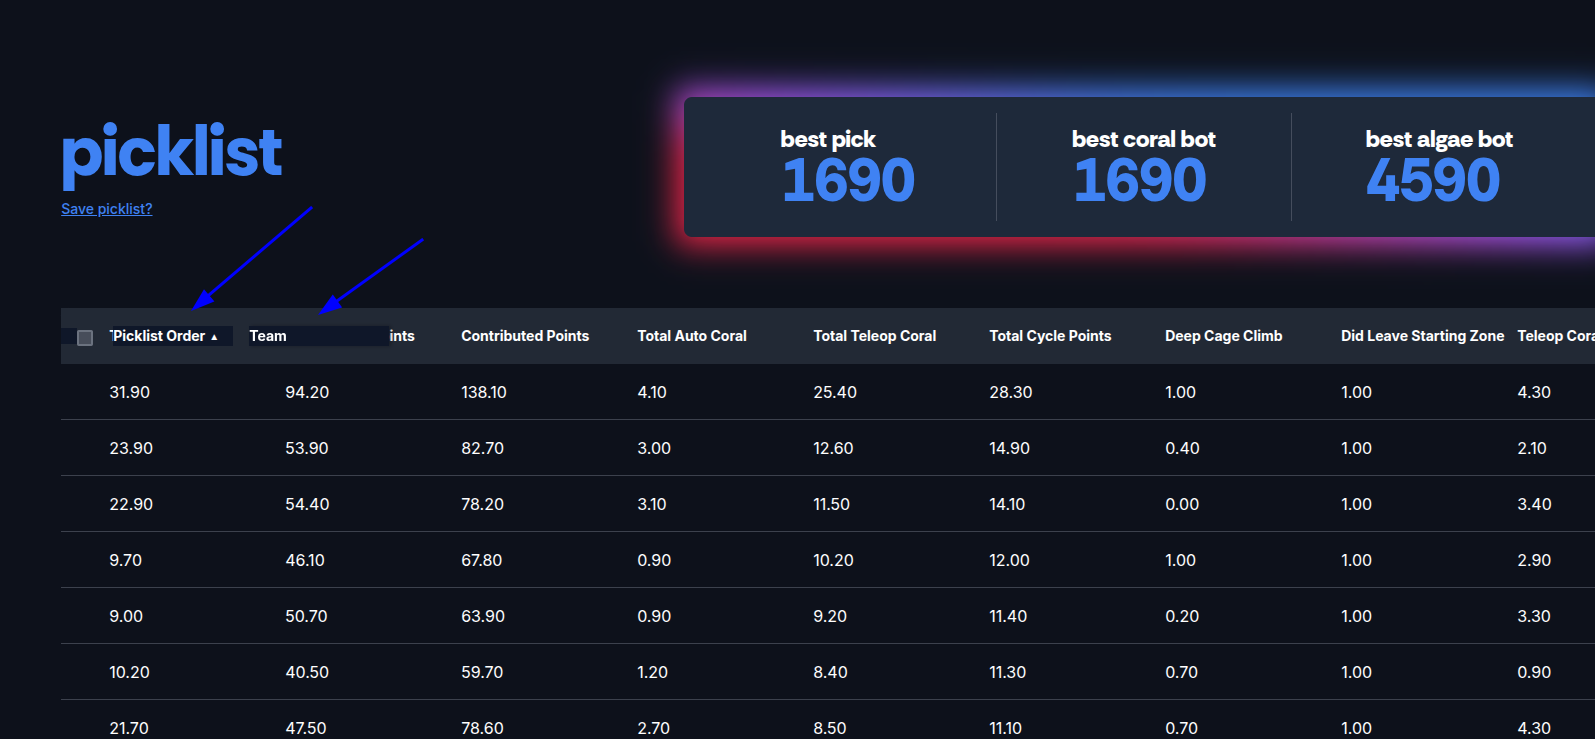 picklist
Save picklist?
best pick
1690
best coral bot
1690
best algae bot
4590
Picklist Order ▲ Team ints Contributed Points Total Auto Coral Total Teleop Coral Total Cycle Points Deep Cage Climb Did Leave Starting Zone Teleop Cora
31.90 94.20 138.10 4.10 25.40 28.30 1.00 1.00 4.30
23.90 53.90 82.70 3.00 12.60 14.90 0.40 1.00 2.10
22.90 54.40 78.20 3.10 11.50 14.10 0.00 1.00 3.40
9.70 46.10 67.80 0.90 10.20 12.00 1.00 1.00 2.90
9.00 50.70 63.90 0.90 9.20 11.40 0.20 1.00 3.30
10.20 40.50 59.70 1.20 8.40 11.30 0.70 1.00 0.90
21.70 47.50 78.60 2.70 8.50 11.10 0.70 1.00 4.30